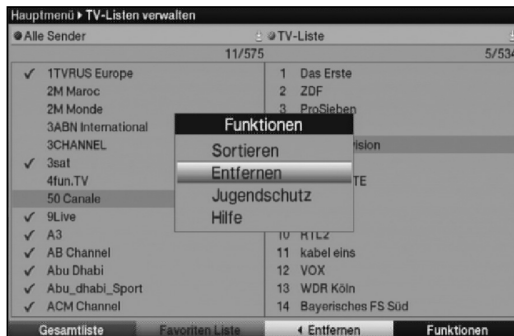 Hauptmenü ▸ TV-Listen verwalten
Alle Sender
11/575
✓ 1TVRUS Europe
2M Maroc
2M Monde
3ABN International
3CHANNEL
✓ 3sat
4fun.TV
50 Canale
✓ 9Live
✓ A3
✓ AB Channel
✓ Abu Dhabi
✓ Abu_dhabi_Sport
✓ ACM Channel
TV-Liste
5/534
1 Das Erste
2 ZDF
3 ProSieben
10 RTL2
11 kabel eins
12 VOX
13 WDR Köln
14 Bayerisches FS Süd
Funktionen
Sortieren
Entfernen
Jugendschutz
Hilfe
Gesamtliste
Favoriten Liste
Entfernen
Funktionen